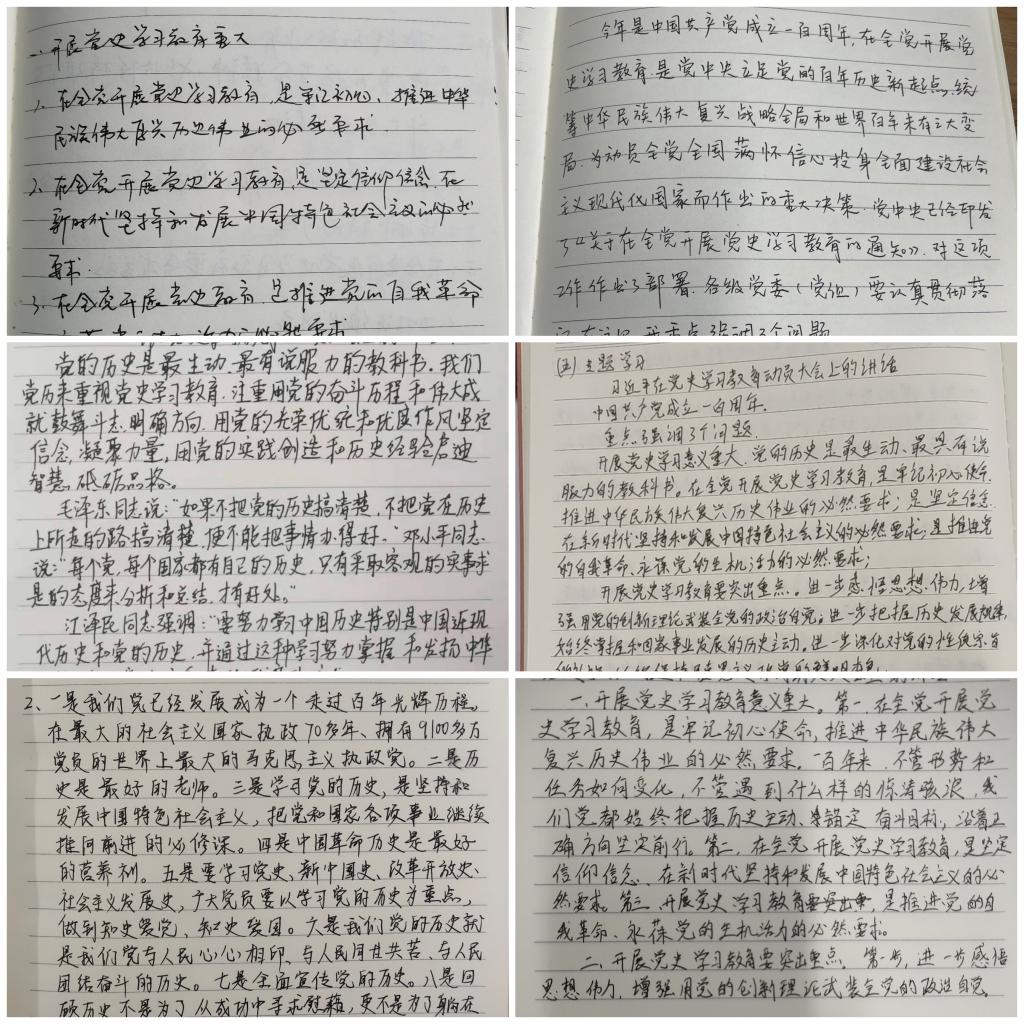 一、开展党史学习教育重大
1、在全党开展党史学习教育，是牢记初心、推进中华
民族伟大复兴历史伟业的必然要求.
2、在全党开展党史学习教育，是坚定信仰信念，在
新时代坚持和发展中国特色社会主义的必然
要求.
3、在全党开展党史教育，是推进党的自我革命
今年是中国共产党成立一百周年，在全党开展党
史学习教育.是党中央立足党的百年历史新起点、统
筹中华民族伟大复兴战略全局和世界百年未有之大变
局.为动员全党全国满怀信心投身全面建设社会
主义现代化国家而作出的重大决策.党中央已经印发
了《关于在全党开展党史学习教育的通知》.对这项
工作作出了部署.各级党委（党组）要认真贯彻落
党的历史是最生动、最有说服力的教科书.我们
党历来重视党史学习教育.注重用党的奋斗历程和伟大成
就鼓舞斗志、明确方向，用党的光荣优统和优良作风坚定
信念，凝聚力量，用党的实践创造和历史经验启迪
智慧.砥砺品格。
毛泽东同志说："如果不把党的历史搞清楚，不把党在历史
上所走的路搞清楚，便不能把事情办得好."邓小平同志
说："每个党，每个国家都有自己的历史，只有采取客观的实事求
是的态度来分析和总结，才有好处。"
江泽民同志强调："要努力学习中国历史特别是中国近现
代历史和党的历史，并通过这种学习努力掌握和发扬中华
(五)主题学习
习近平在党史学习教育动员大会上的讲话
中国共产党成立一百周年.
重点强调3个问题.
开展党史学习意义重大.党的历史是最生动、最具有说
服力的教科书。在全党开展党史学习教育，是牢记初心使命、
推进中华民族伟大复兴历史伟业的必然要求；是坚定信念
在新时代坚持和发展中国特色社会主义的必然要求；是推进党
的自我革命、永葆党的生机活力的必然要求；
开展党史学习教育要突出重点.。进一步感悟思想伟力，增
强用党的创新理论武装全党的政治自觉；进一步把握历史发展规律，
始终掌握和国家事业发展的历史主动。进一步深化对党的性质宗旨
2、一是我们党已经发展成为一个走过百年光辉历程。
在最大的社会主义国家执政70多年、拥有9100多万
党员的世界上最大的马克思主义执政党。二是历
史是最好的老师。三是学习党的历史，是坚持和
发展中国特色社会主义，把党和国家各项事业继续
推向前进的必修课。四是中国革命历史是最好
的营养剂。五是要学习党史、新中国史、改革开放史、
社会主义发展史，广大党员要以学习党的历史为重点，
做到知史爱党、知史爱国。六是我们党的历史就
是我们党与人民心心相印、与人民同甘共苦、与人民
团结奋斗的历史。七是全面宣传党的历史。八是回
顾历史不是为了从成功中寻求慰藉，更不是为了躺在
一.开展党史学习教育意义重大。第一，在全党开展党
史学习教育，是牢记初心使命，推进中华民族伟大
复兴历史伟业的必然要求。一百年来，不管形势和
任务如何变化，不管遇到什么样的惊涛骇浪，我
们党都始终把握历史主动、锚定奋斗目标，沿着正
确方向坚定前行。第二，在全党开展党史学习教育，是坚定
信仰信念、在新时代坚持和发展中国特色社会主义的必
然要求。第三，开展党史学习教育要突出重，是推进党的自
我革命、永葆党的生机活力的必然要求。
二、开展党史学习教育要突出重点。第一步，进一步感悟
思想伟力，增强用党的创新理论武装全党的政治自觉。